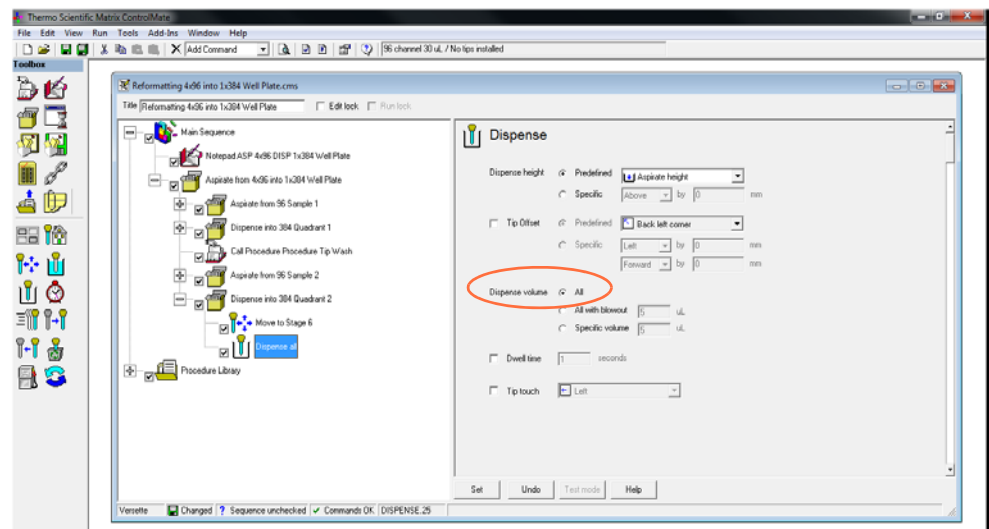 Thermo Scientific Matrix ControlMate
File Edit View Run Tools Add-Ins Window Help
Add Command 96 channel 30 uL / No tips installed
Toolbox
Reformatting 4x96 into 1x384 Well Plate.cms
Title Reformatting 4x96 into 1x384 Well Plate Edit lock Run lock
Main Sequence
Notepad ASP 4x96 DISP 1x384 Well Plate
Aspirate from 4x96 into 1x384 Well Plate
Aspirate from 96 Sample 1
Dispense into 384 Quadrant 1
Call Procedure Procedure Tip Wash
Aspirate from 96 Sample 2
Dispense into 384 Quadrant 2
Move to Stage 6
Dispense all
Procedure Library
Dispense
Dispense height Predefined Aspirate height
Specific Above by 0 mm
Tip Offset Predefined Back left corner
Specific Left by 0 mm
Forward by 0 mm
Dispense volume All
All with blowout 5 uL
Specific volume 5 uL
Dwell time 1 seconds
Tip touch Left
Set Undo Test mode Help
Versette Changed Sequence unchecked Commands OK DISPENSE.25